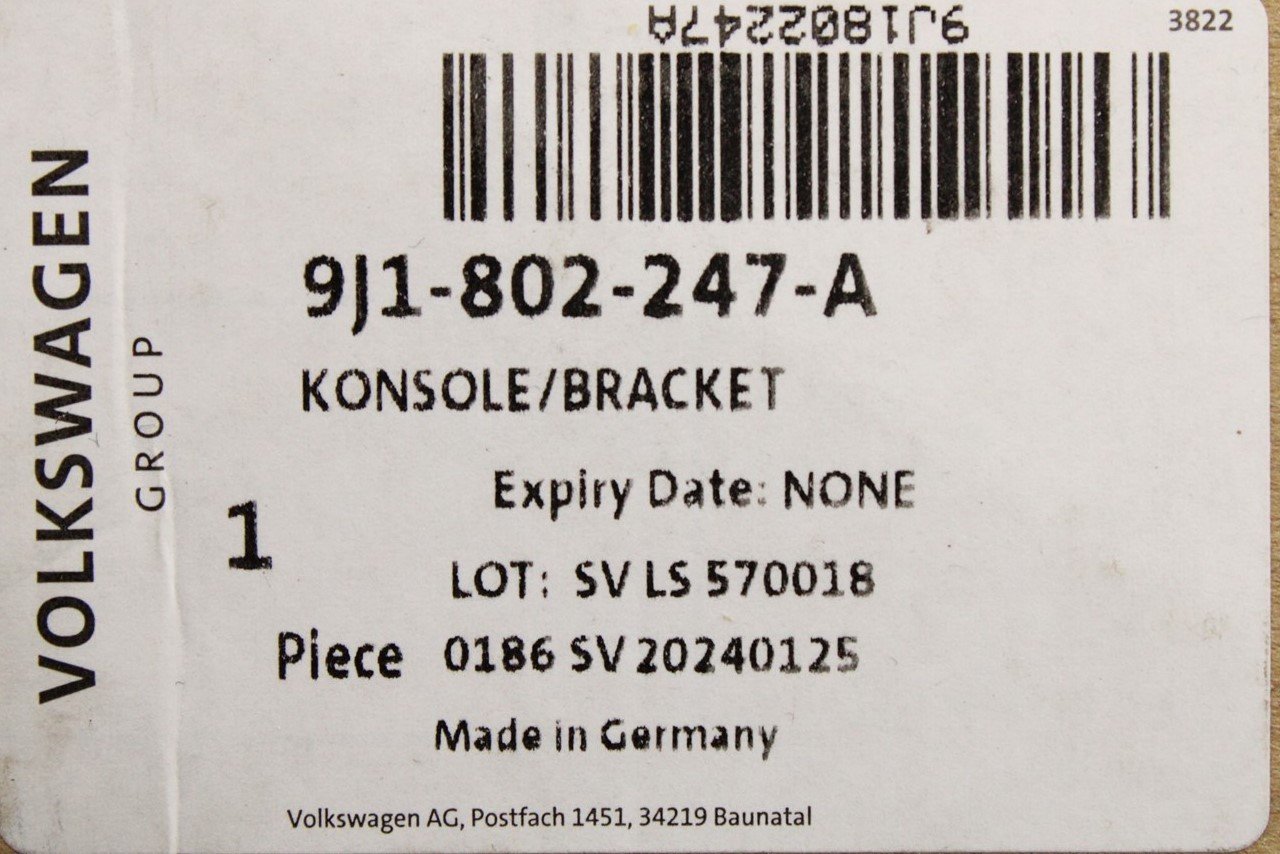 9J1802247A
3822
9J1-802-247-A
KONSOLE/BRACKET
Expiry Date: NONE
1
LOT: SV LS 570018
Piece 0186 SV 20240125
Made in Germany
Volkswagen AG, Postfach 1451, 34219 Baunatal
VOLKSWAGEN
GROUP